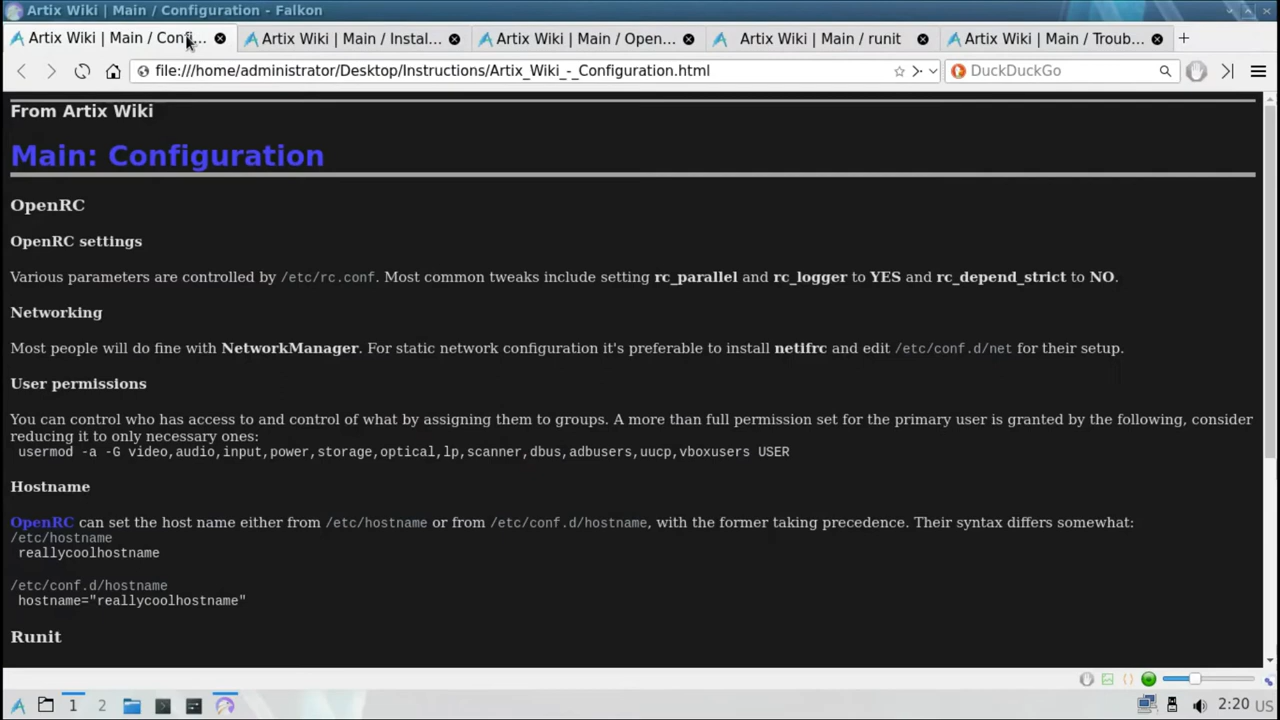 Artix Wiki | Main / Configuration - Falkon
Artix Wiki | Main / Confi...
Artix Wiki | Main / Instal...
Artix Wiki | Main / Open...
Artix Wiki | Main / runit
Artix Wiki | Main / Troub...
file:///home/administrator/Desktop/Instructions/Artix_Wiki_-_Configuration.html
DuckDuckGo
From Artix Wiki
Main: Configuration
OpenRC
OpenRC settings
Various parameters are controlled by /etc/rc.conf. Most common tweaks include setting rc_parallel and rc_logger to YES and rc_depend_strict to NO.
Networking
Most people will do fine with NetworkManager. For static network configuration it's preferable to install netifrc and edit /etc/conf.d/net for their setup.
User permissions
You can control who has access to and control of what by assigning them to groups. A more than full permission set for the primary user is granted by the following, consider
reducing it to only necessary ones:
usermod -a -G video,audio,input,power,storage,optical,lp,scanner,dbus,adbusers,uucp,vboxusers USER
Hostname
OpenRC can set the host name either from /etc/hostname or from /etc/conf.d/hostname, with the former taking precedence. Their syntax differs somewhat:
/etc/hostname
reallycoolhostname
/etc/conf.d/hostname
hostname="reallycoolhostname"
Runit
1
2
2:20 US